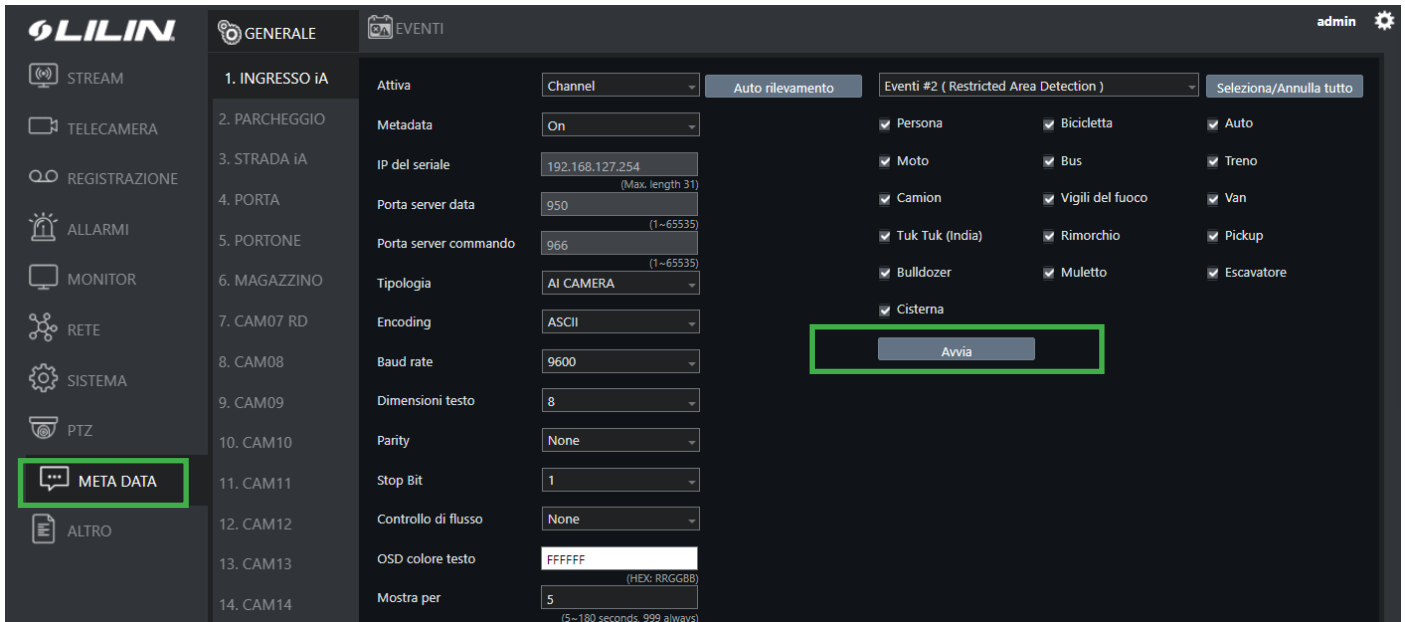 LILIN
GENERALE
EVENTI
admin
STREAM
TELECAMERA
REGISTRAZIONE
ALLARMI
MONITOR
RETE
SISTEMA
PTZ
META DATA
ALTRO
1. INGRESSO iA
2. PARCHEGGIO
3. STRADA iA
4. PORTA
5. PORTONE
6. MAGAZZINO
7. CAM07 RD
8. CAM08
9. CAM09
10. CAM10
11. CAM11
12. CAM12
13. CAM13
14. CAM14
Attiva Channel Auto rilevamento
Metadata On
IP del seriale 192.168.127.254
(Max. length 31)
Porta server data 950
(1~65535)
Porta server commando 966
(1~65535)
Tipologia AI CAMERA
Encoding ASCII
Baud rate 9600
Dimensioni testo 8
Parity None
Stop Bit 1
Controllo di flusso None
OSD colore testo FFFFFF
(HEX: RRGGBB)
Mostra per 5
(5~180 seconds, 999 always)
Eventi #2 ( Restricted Area Detection ) Seleziona/Annulla tutto
Persona Bicicletta Auto
Moto Bus Treno
Camion Vigili del fuoco Van
Tuk Tuk (India) Rimorchio Pickup
Bulldozer Muletto Escavatore
Cisterna
Avvia